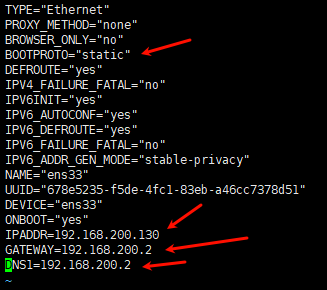 TYPE="Ethernet"
PROXY_METHOD="none"
BROWSER_ONLY="no"
BOOTPROTO="static"
DEFROUTE="yes"
IPV4_FAILURE_FATAL="no"
IPV6INIT="yes"
IPV6_AUTOCONF="yes"
IPV6_DEFROUTE="yes"
IPV6_FAILURE_FATAL="no"
IPV6_ADDR_GEN_MODE="stable-privacy"
NAME="ens33"
UUID="678e5235-f5de-4fc1-83eb-a46cc7378d51"
DEVICE="ens33"
ONBOOT="yes"
IPADDR=192.168.200.130
GATEWAY=192.168.200.2
DNS1=192.168.200.2
~